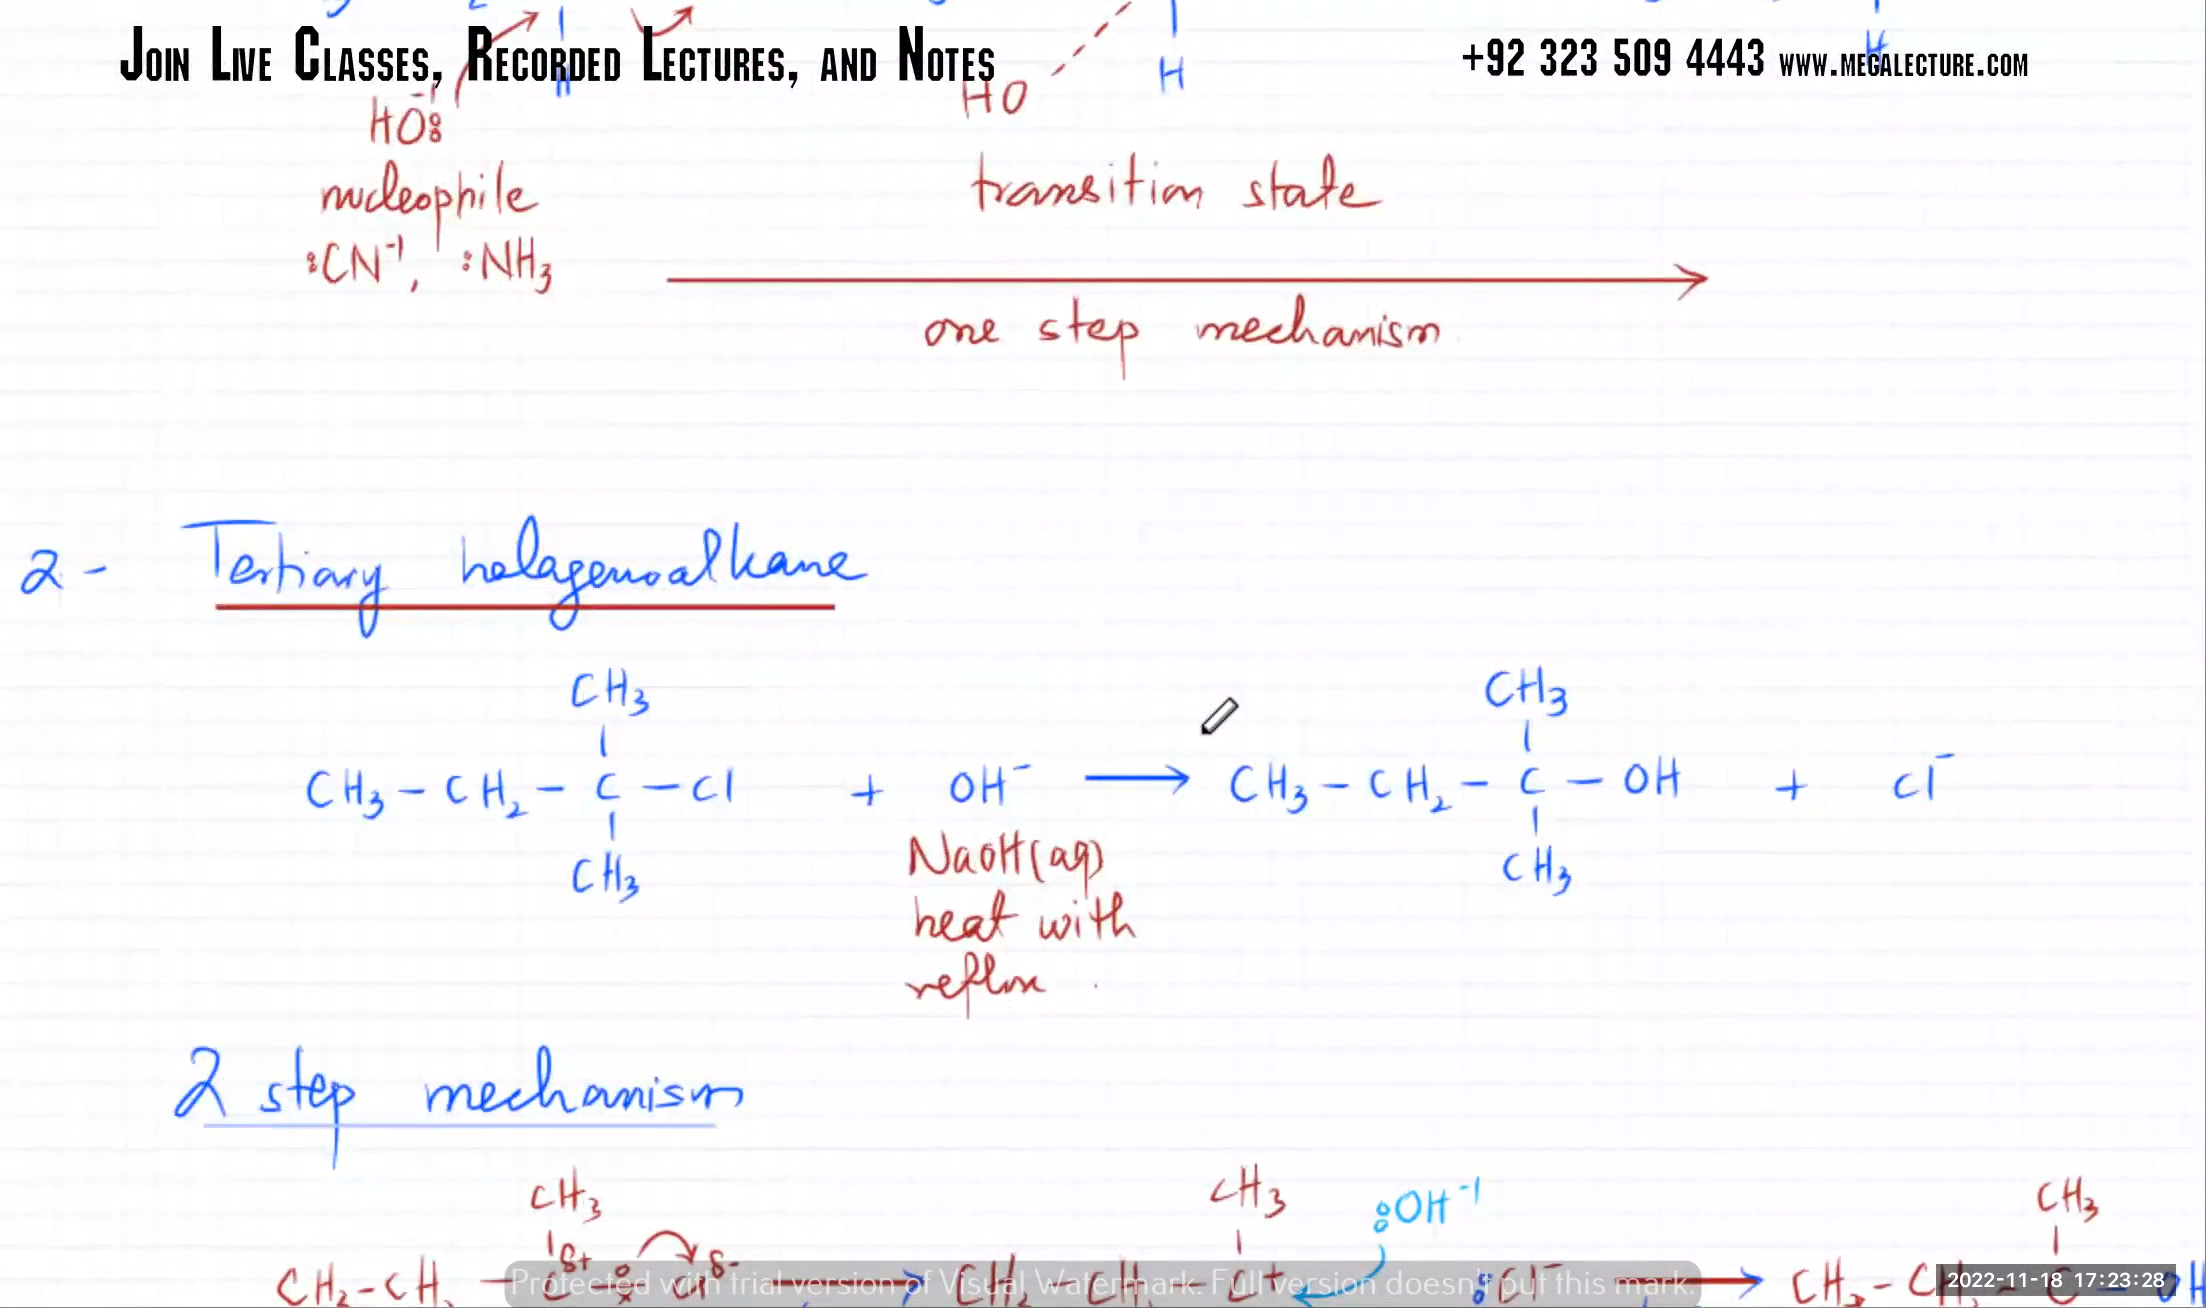 JOIN LIVE CLASSES, RECORDED LECTURES, AND NOTES +92 323 509 4443 WWW.MEGALECTURE.COM
H H H
HO: HO
nucleophile transition state
:CN⁻¹, :NH₃
one step mechanism
2- Tertiary halagenoalkane
CH₃ CH₃
CH₃ - CH₂ - C - Cl + OH⁻ → CH₃ - CH₂ - C - OH + Cl⁻
CH₃ CH₃
NaOH(aq)
heat with
reflux
2 step mechanism
CH₃ CH₃ :OH⁻¹ CH₃
δ+ δ-
C+ :Cl⁻ → OH
Protected with trial version of Visual Watermark. Full version doesn't put this mark.
2022-11-18 17:23:28